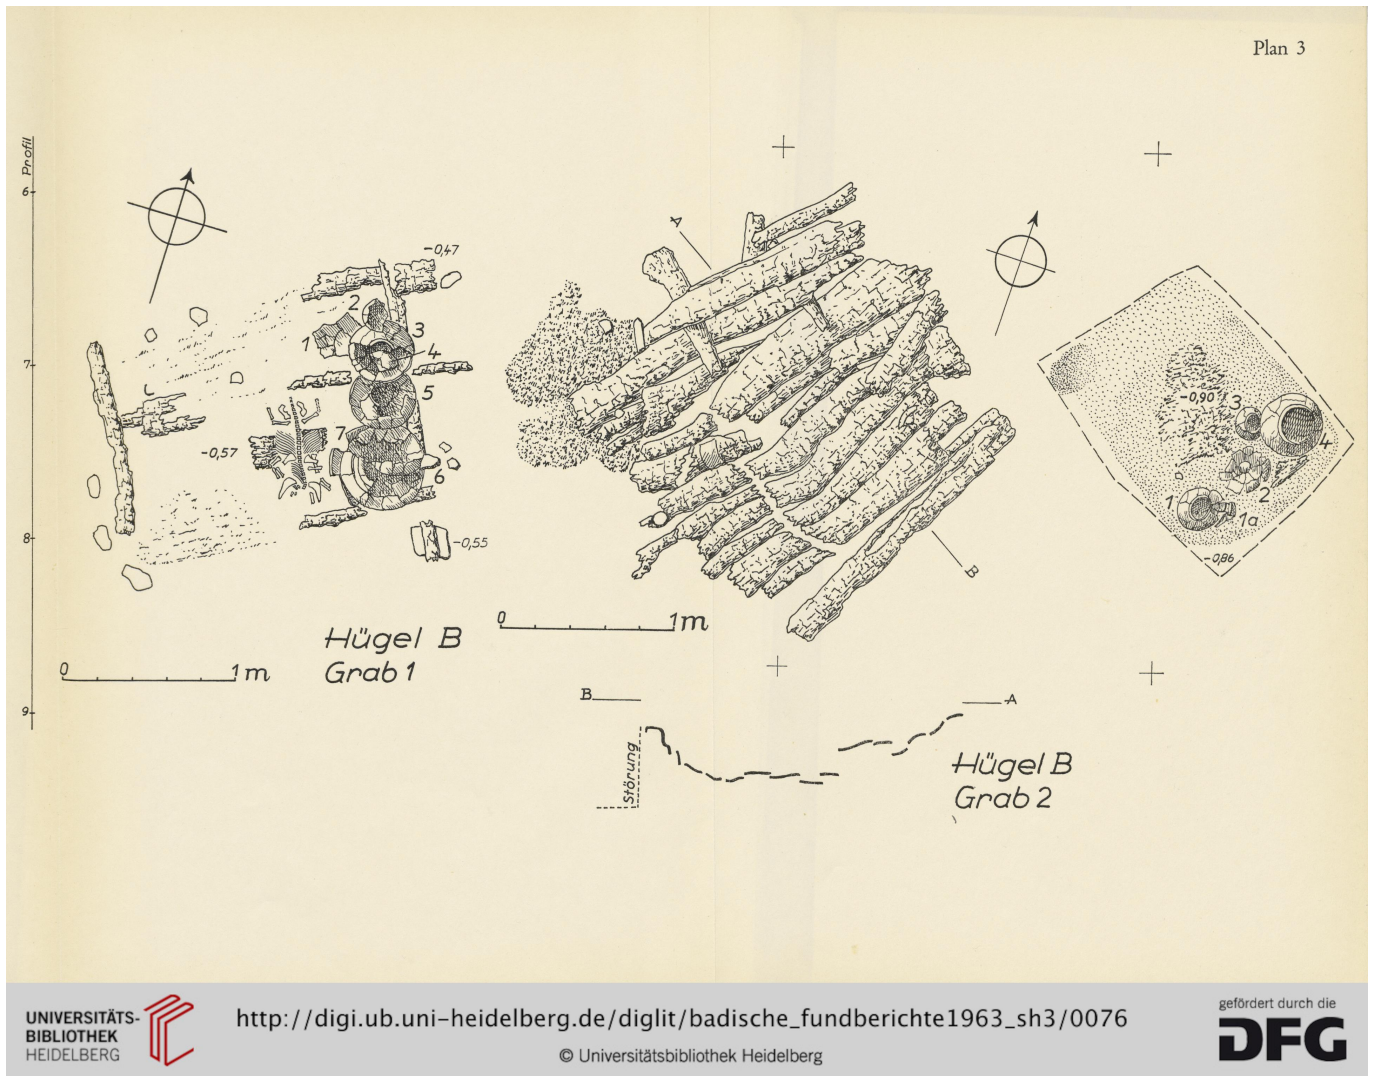 Plan 3
Profil
6
7
8
9
-0,47
2
1
3
4
5
7
6
-0,57
-0,55
Hügel B
Grab 1
0 1 m
A
B
0 1 m
-0,90
3
4
2
1
1a
-0,86
B A
Störung
Hügel B
Grab 2
UNIVERSITÄTS-
BIBLIOTHEK
HEIDELBERG
http://digi.ub.uni-heidelberg.de/diglit/badische_fundberichte1963_sh3/0076
© Universitätsbibliothek Heidelberg
gefördert durch die
DFG